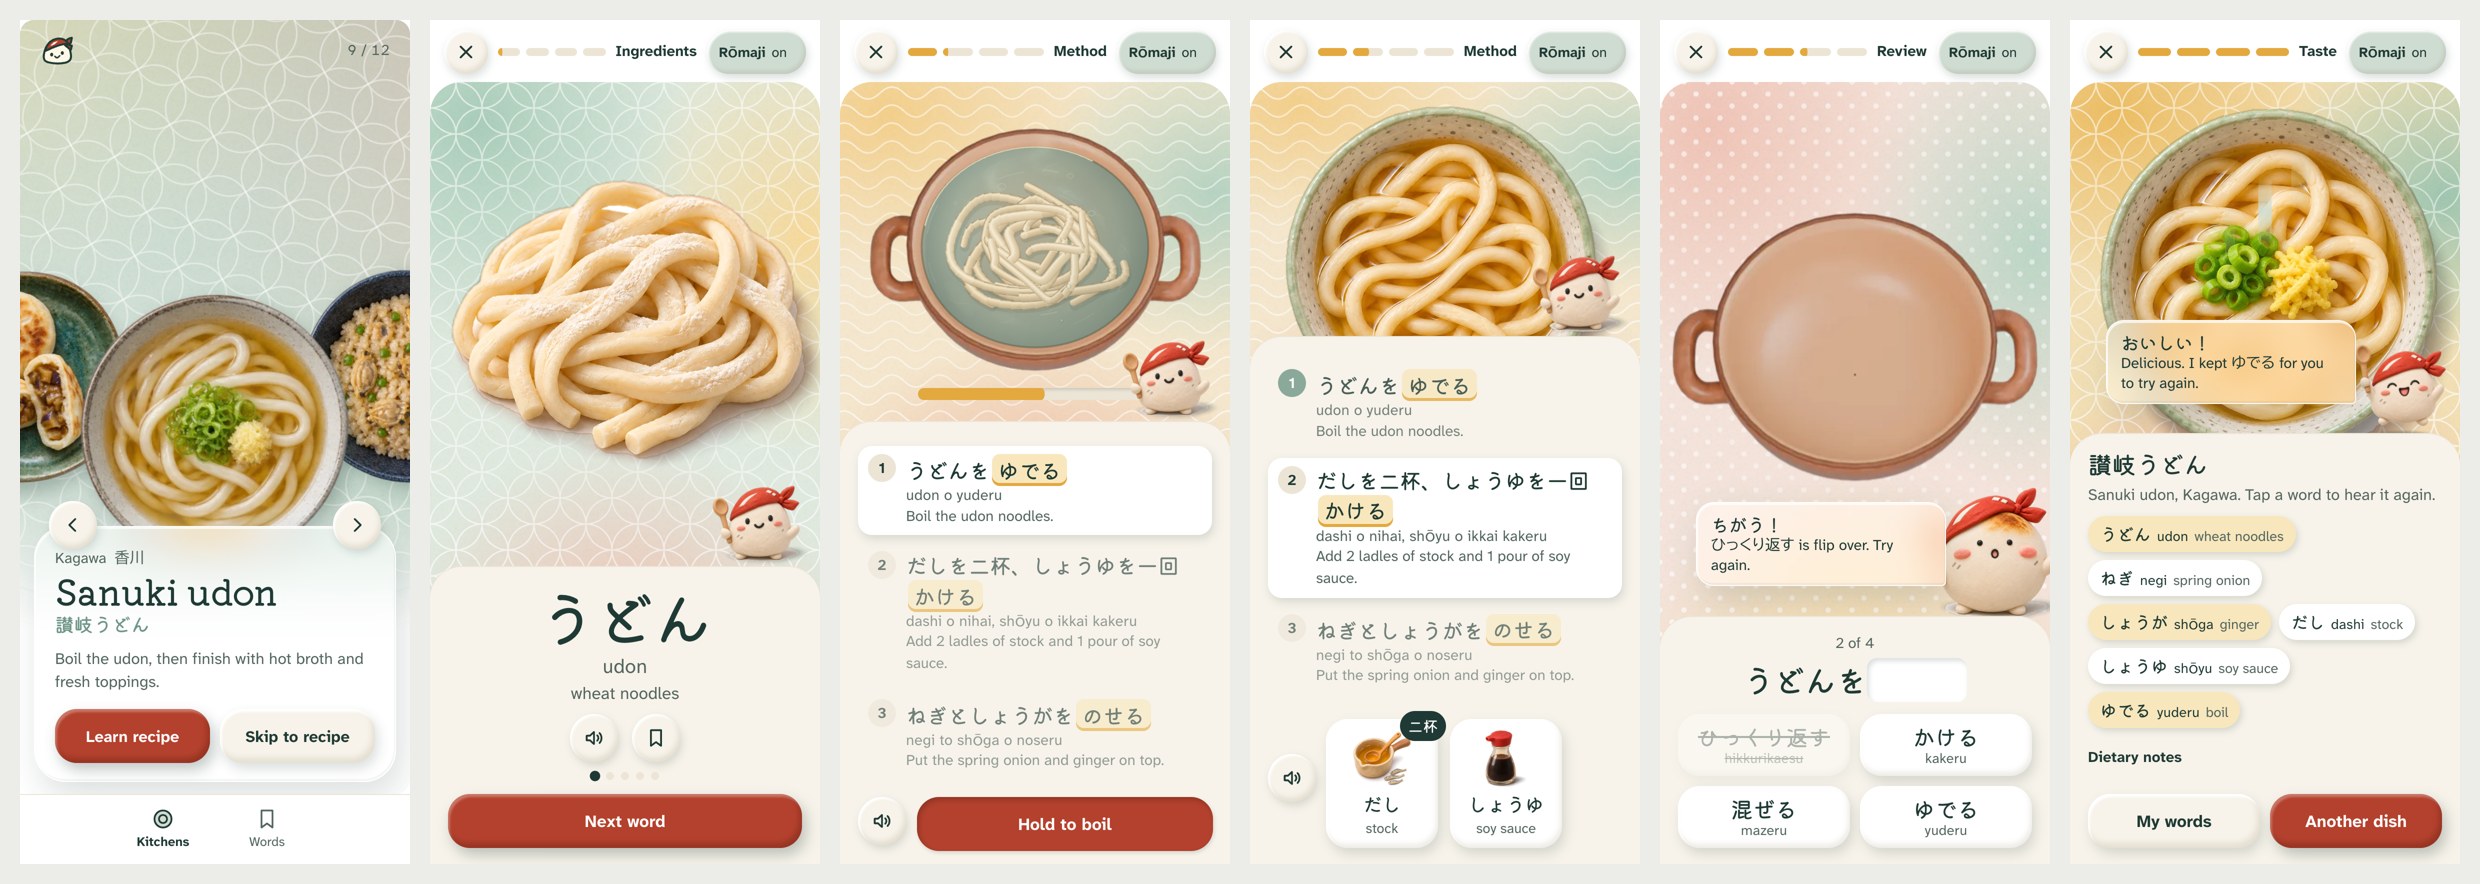 9 / 12
Kagawa 香川
Sanuki udon
讃岐うどん
Boil the udon, then finish with hot broth and
fresh toppings.
Learn recipe
Skip to recipe
Kitchens
Words
Ingredients
Rōmaji on
うどん
udon
wheat noodles
Next word
Method
Rōmaji on
1
うどんを ゆでる
udon o yuderu
Boil the udon noodles.
2
だしを二杯、しょうゆを一回
かける
dashi o nihai, shōyu o ikkai kakeru
Add 2 ladles of stock and 1 pour of soy
sauce.
3
ねぎとしょうがを のせる
negi to shōga o noseru
Put the spring onion and ginger on top.
Hold to boil
Method
Rōmaji on
1
うどんを ゆでる
udon o yuderu
Boil the udon noodles.
2
だしを二杯、しょうゆを一回
かける
dashi o nihai, shōyu o ikkai kakeru
Add 2 ladles of stock and 1 pour of soy
sauce.
3
ねぎとしょうがを のせる
negi to shōga o noseru
Put the spring onion and ginger on top.
二杯
だし
stock
しょうゆ
soy sauce
Review
Rōmaji on
ちがう！
ひっくり返す is flip over. Try
again.
2 of 4
うどんを
ひっくり返す
hikkurikaesu
かける
kakeru
混ぜる
mazeru
ゆでる
yuderu
Taste
Rōmaji on
おいしい！
Delicious. I kept ゆでる for you
to try again.
讃岐うどん
Sanuki udon, Kagawa. Tap a word to hear it again.
うどん udon wheat noodles
ねぎ negi spring onion
しょうが shōga ginger
だし dashi stock
しょうゆ shōyu soy sauce
ゆでる yuderu boil
Dietary notes
My words
Another dish